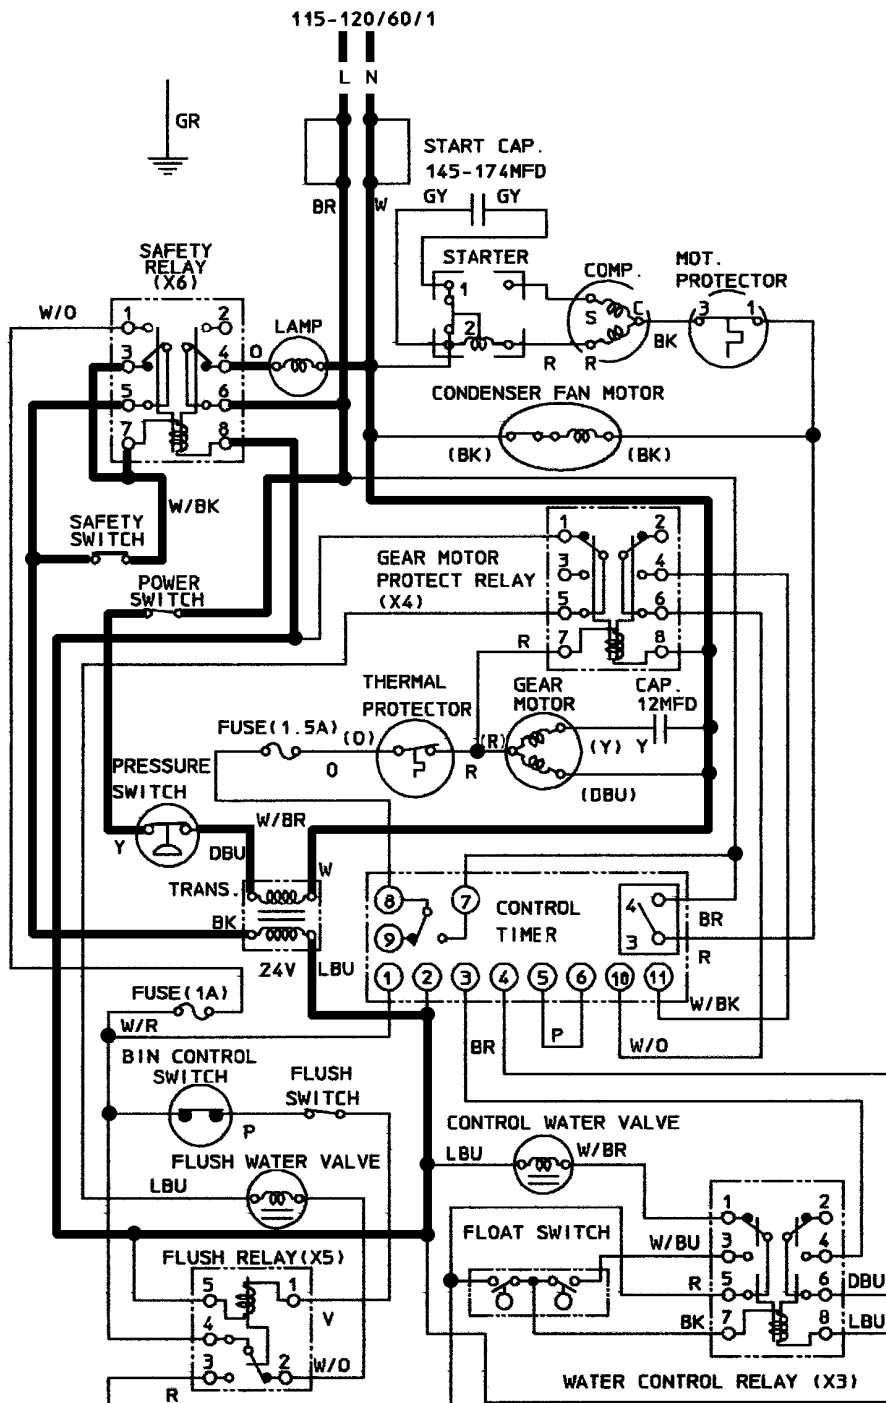 115-120/60/1
L N
GR
START CAP.
145-174MFD
GY GY
BR W
SAFETY
RELAY
(X6)
STARTER
COMP.
MOT.
PROTECTOR
W/O
1 2
LAMP
1
S C 3 1
3 4 O
2
R R BK
5 6
CONDENSER FAN MOTOR
7 8
(BK) (BK)
W/BK
SAFETY
SWITCH
1 2
GEAR MOTOR
PROTECT RELAY
(X4)
3 4
POWER
SWITCH
5 6
R 7 8
THERMAL
PROTECTOR
GEAR
MOTOR
CAP.
12MFD
FUSE(1.5A) (O)
O R (R) (Y) Y
(DBU)
PRESSURE
SWITCH
W/BR
Y DBU
W
TRANS.
BK
24V LBU
8 7
CONTROL
TIMER
9
4 BR
3 R
1 2 3 4 5 6 10 11
W/BK
FUSE(1A)
W/R
BR P W/O
BIN CONTROL
SWITCH
FLUSH
SWITCH
P
CONTROL WATER VALVE
LBU W/BR
FLUSH WATER VALVE
LBU
1 2
FLOAT SWITCH
W/BU 3 4
FLUSH RELAY(X5)
R 5 6 DBU
5 1
V
BK 7 8 LBU
4
3 2 W/O
R
WATER CONTROL RELAY (X3)